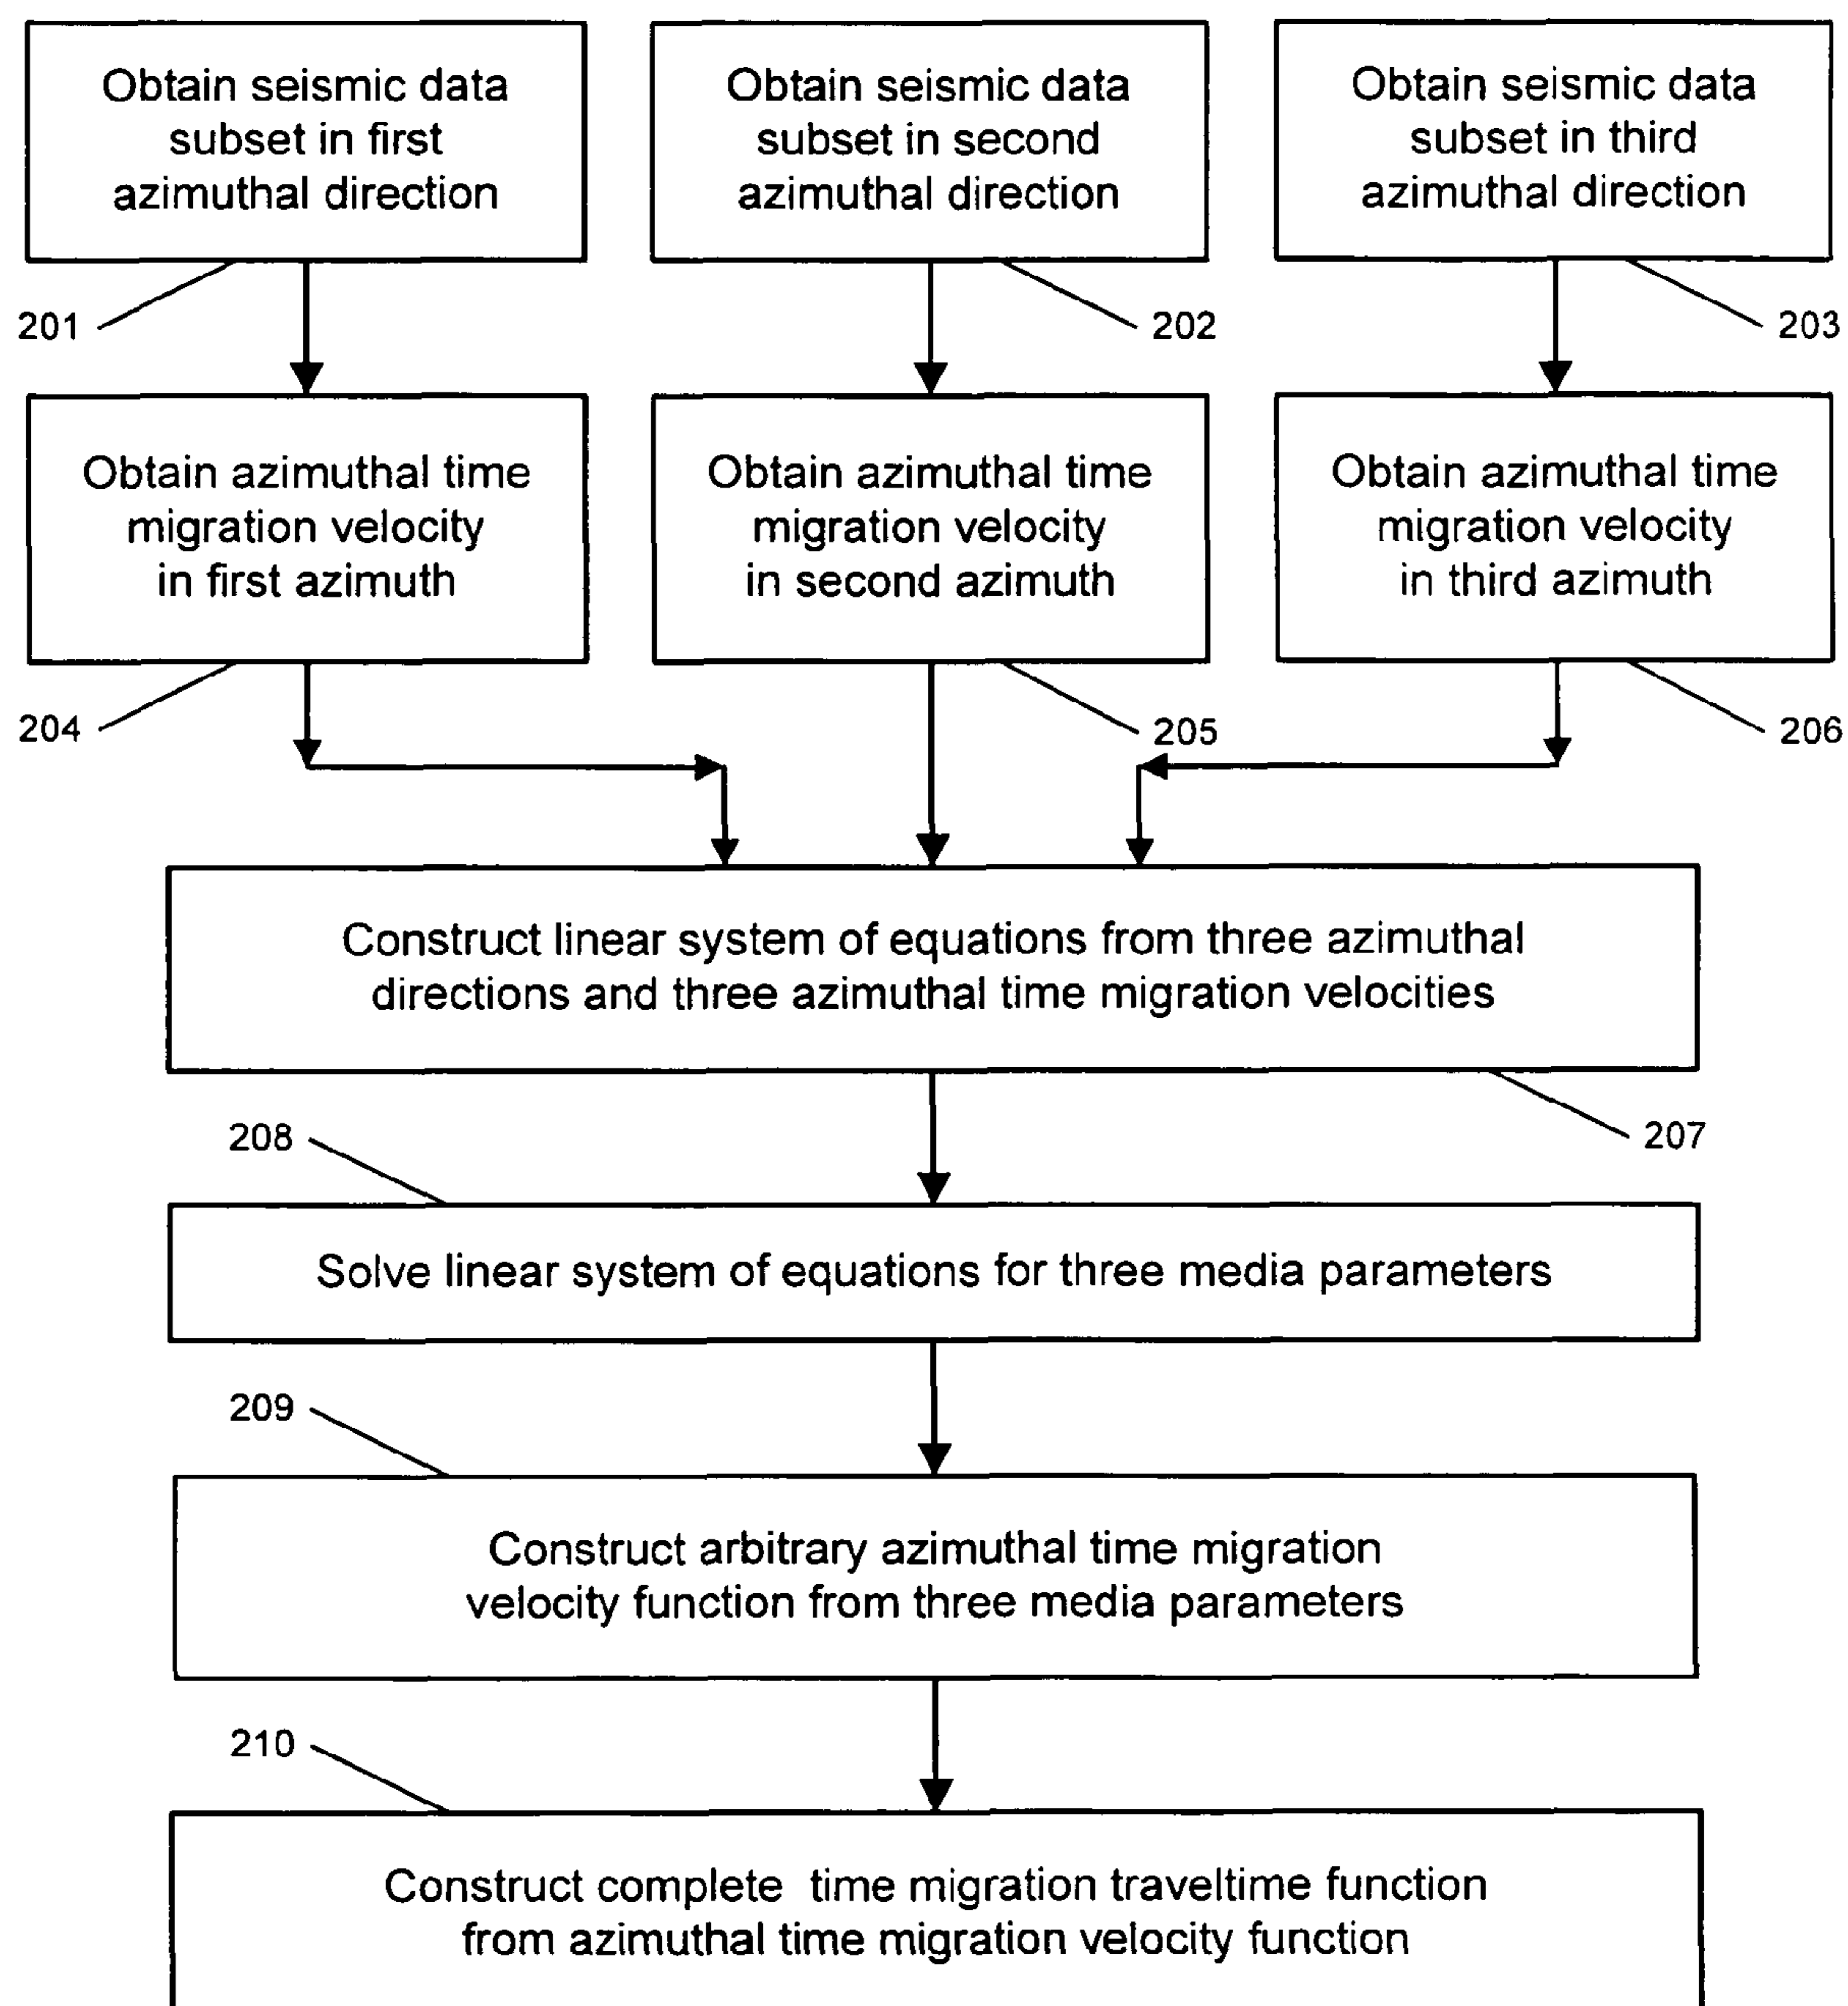 Obtain seismic data
subset in first
azimuthal direction
Obtain seismic data
subset in second
azimuthal direction
Obtain seismic data
subset in third
azimuthal direction
201
202
203
Obtain azimuthal time
migration velocity
in first azimuth
Obtain azimuthal time
migration velocity
in second azimuth
Obtain azimuthal time
migration velocity
in third azimuth
204
205
206
Construct linear system of equations from three azimuthal
directions and three azimuthal time migration velocities
207
208
Solve linear system of equations for three media parameters
209
Construct arbitrary azimuthal time migration
velocity function from three media parameters
210
Construct complete time migration traveltime function
from azimuthal time migration velocity function